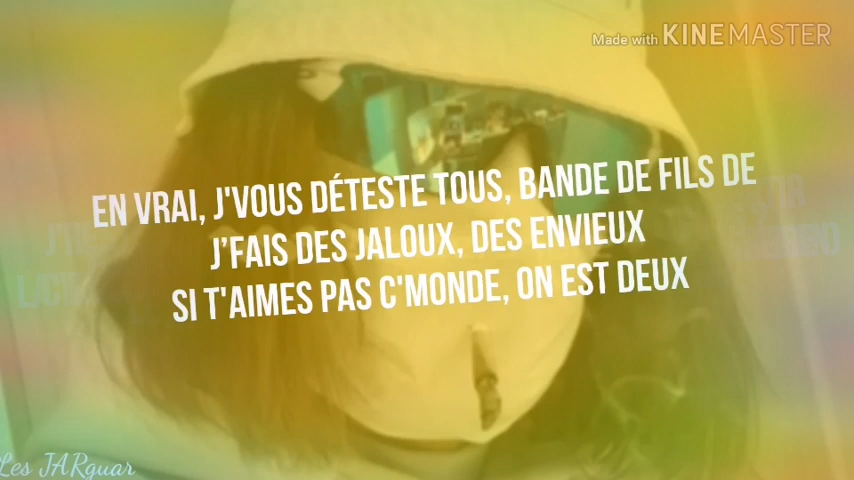 Made with KINEMASTER
EN VRAI, J'VOUS DÉTESTE TOUS, BANDE DE FILS DE
J'FAIS DES JALOUX, DES ENVIEUX
SI T'AIMES PAS C'MONDE, ON EST DEUX
Les JARguar